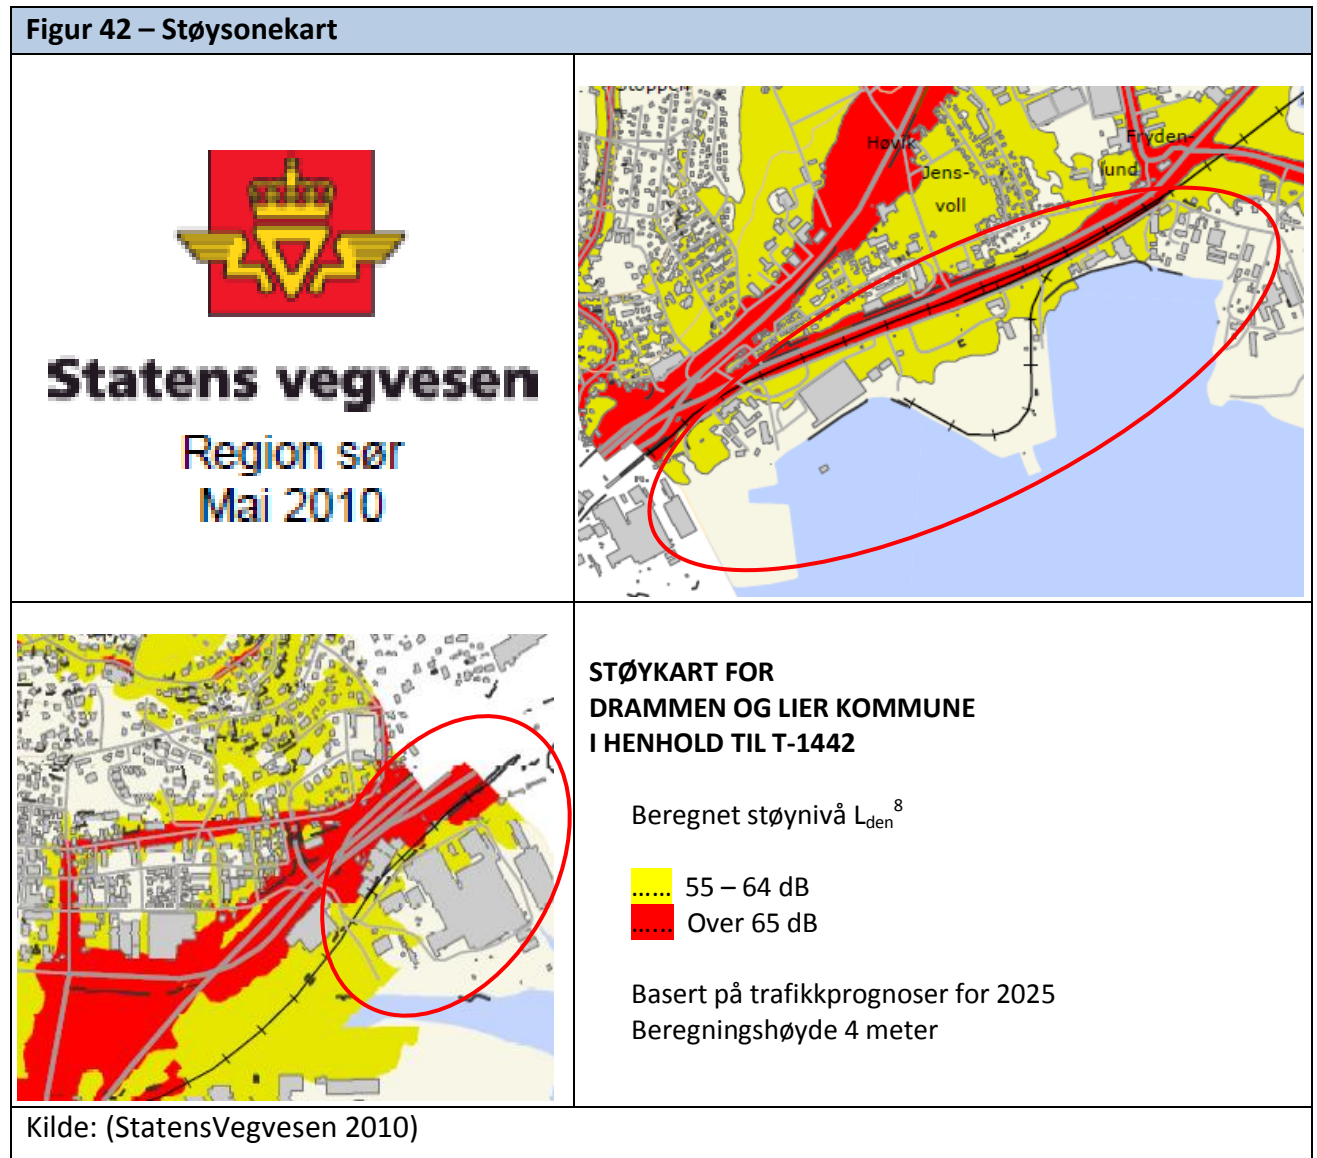 Figur 42 – Støysonekart
Statens vegvesen
Region sør
Mai 2010
Støppen
Høvik
Jens-
voll
Fryden-
lund
STØYKART FOR
DRAMMEN OG LIER KOMMUNE
I HENHOLD TIL T-1442
Beregnet støynivå Lden8
...... 55 – 64 dB
...... Over 65 dB
Basert på trafikkprognoser for 2025
Beregningshøyde 4 meter
Kilde: (StatensVegvesen 2010)